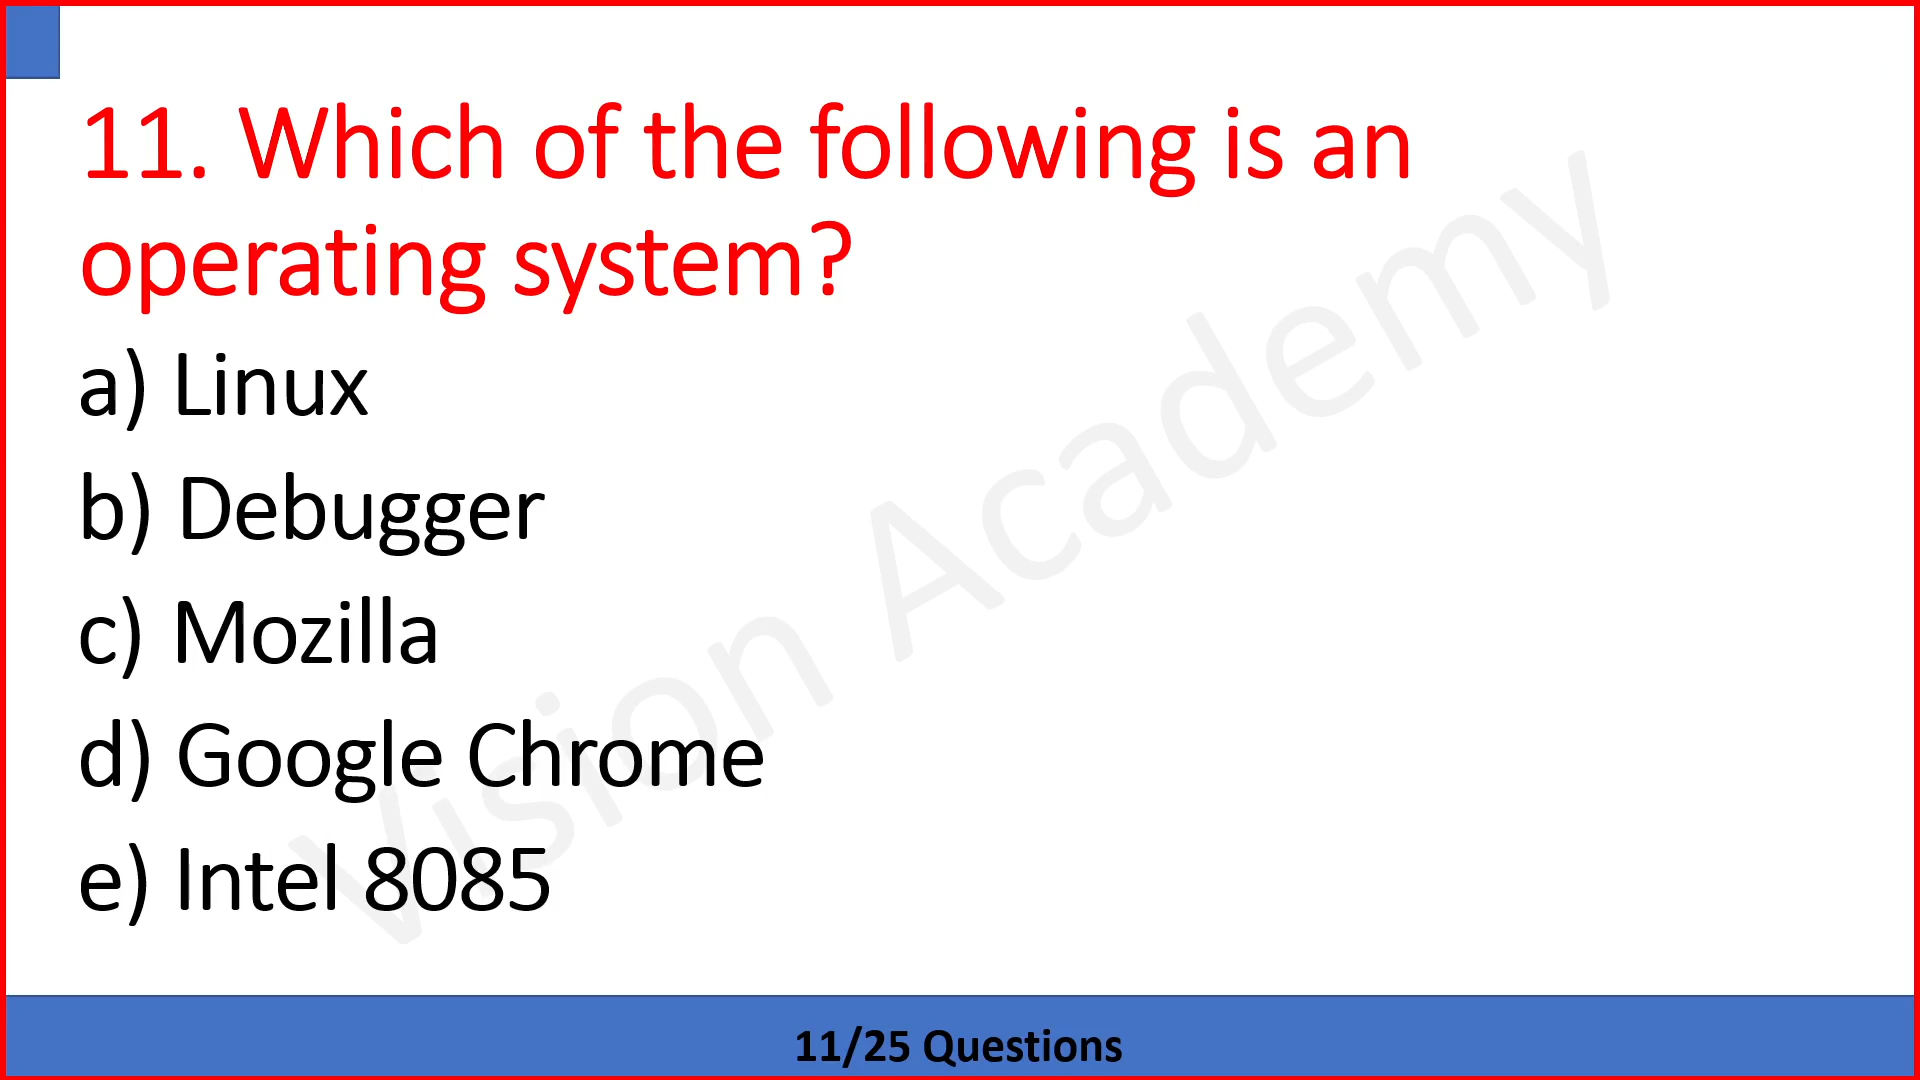 11. Which of the following is an
operating system?
a) Linux
b) Debugger
c) Mozilla
d) Google Chrome
e) Intel 8085
Vision Academy
11/25 Questions